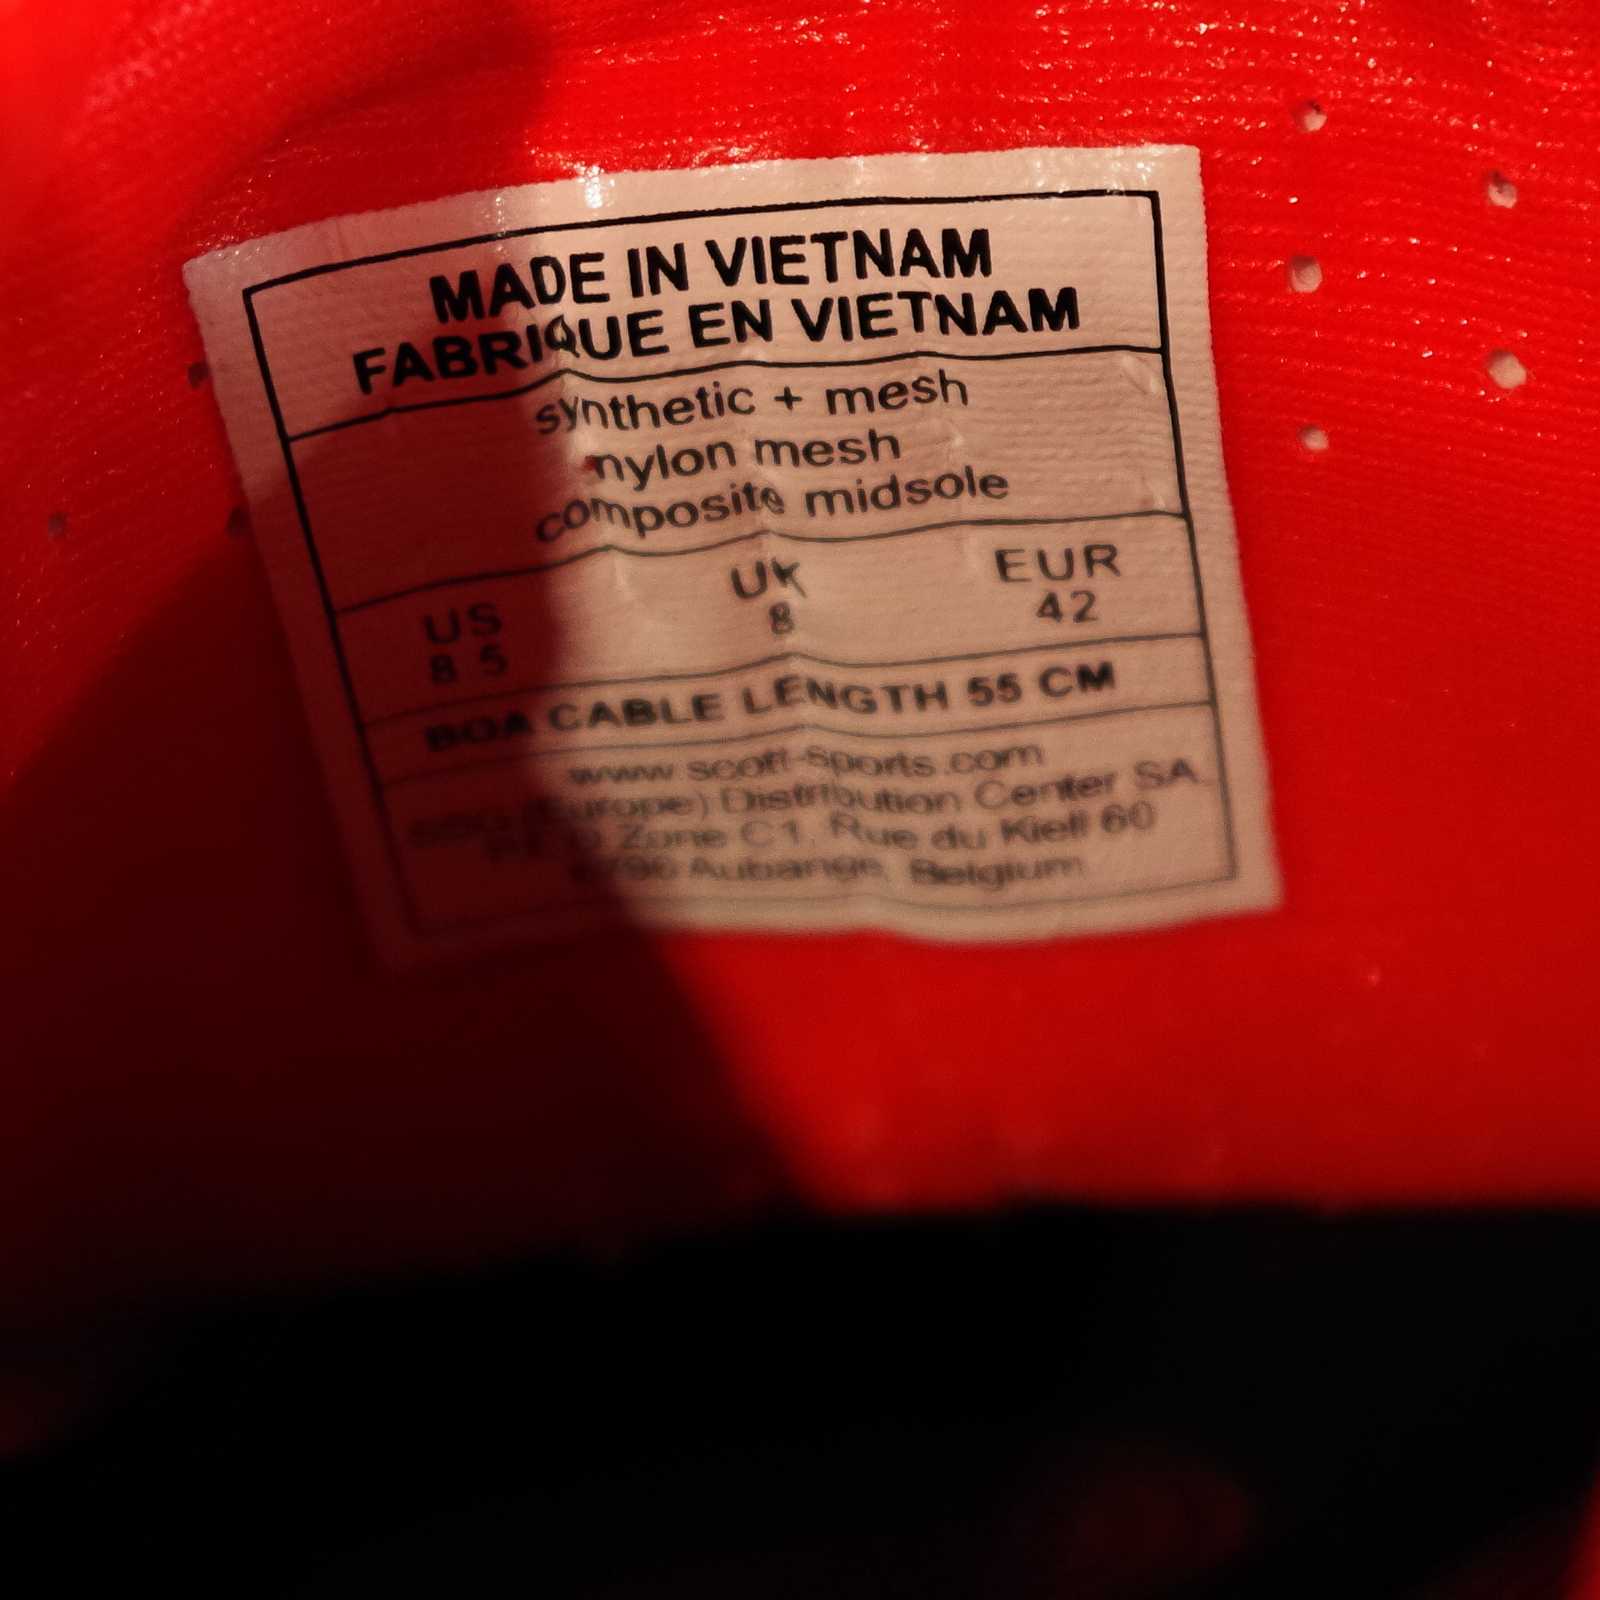 MADE IN VIETNAM
FABRIQUE EN VIETNAM
synthetic + mesh
nylon mesh
composite midsole
US UK EUR
8 5 8 42
BOA CABLE LENGTH 55 CM
www.scott-sports.com
(Europe) Distribution Center SA
Zone C1, Rue du Kiell 60
6790 Aubange, Belgium